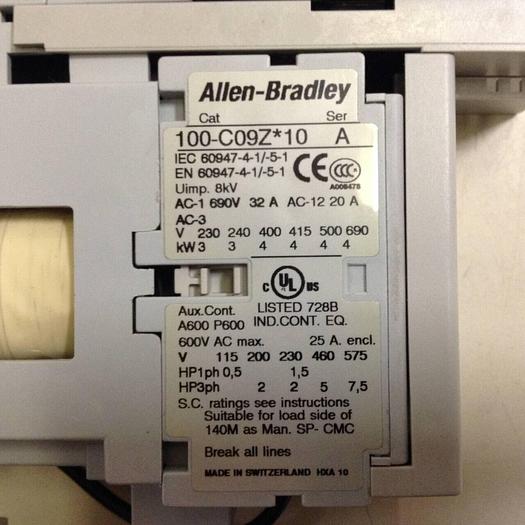 Allen-Bradley
Cat Ser
100-C09Z*10 A
IEC 60947-4-1/-5-1
EN 60947-4-1/-5-1
CE CCC
Uimp. 8kV A008478
AC-1 690V 32 A AC-12 20 A
AC-3
V 230 240 400 415 500 690
kW 3 3 4 4 4 4
C UL US
LISTED 728B
Aux.Cont. IND.CONT. EQ.
A600 P600
600V AC max. 25 A. encl.
V 115 200 230 460 575
HP1ph 0,5 1,5
HP3ph 2 2 5 7,5
S.C. ratings see instructions
Suitable for load side of
140M as Man. SP- CMC
Break all lines
MADE IN SWITZERLAND HXA 10